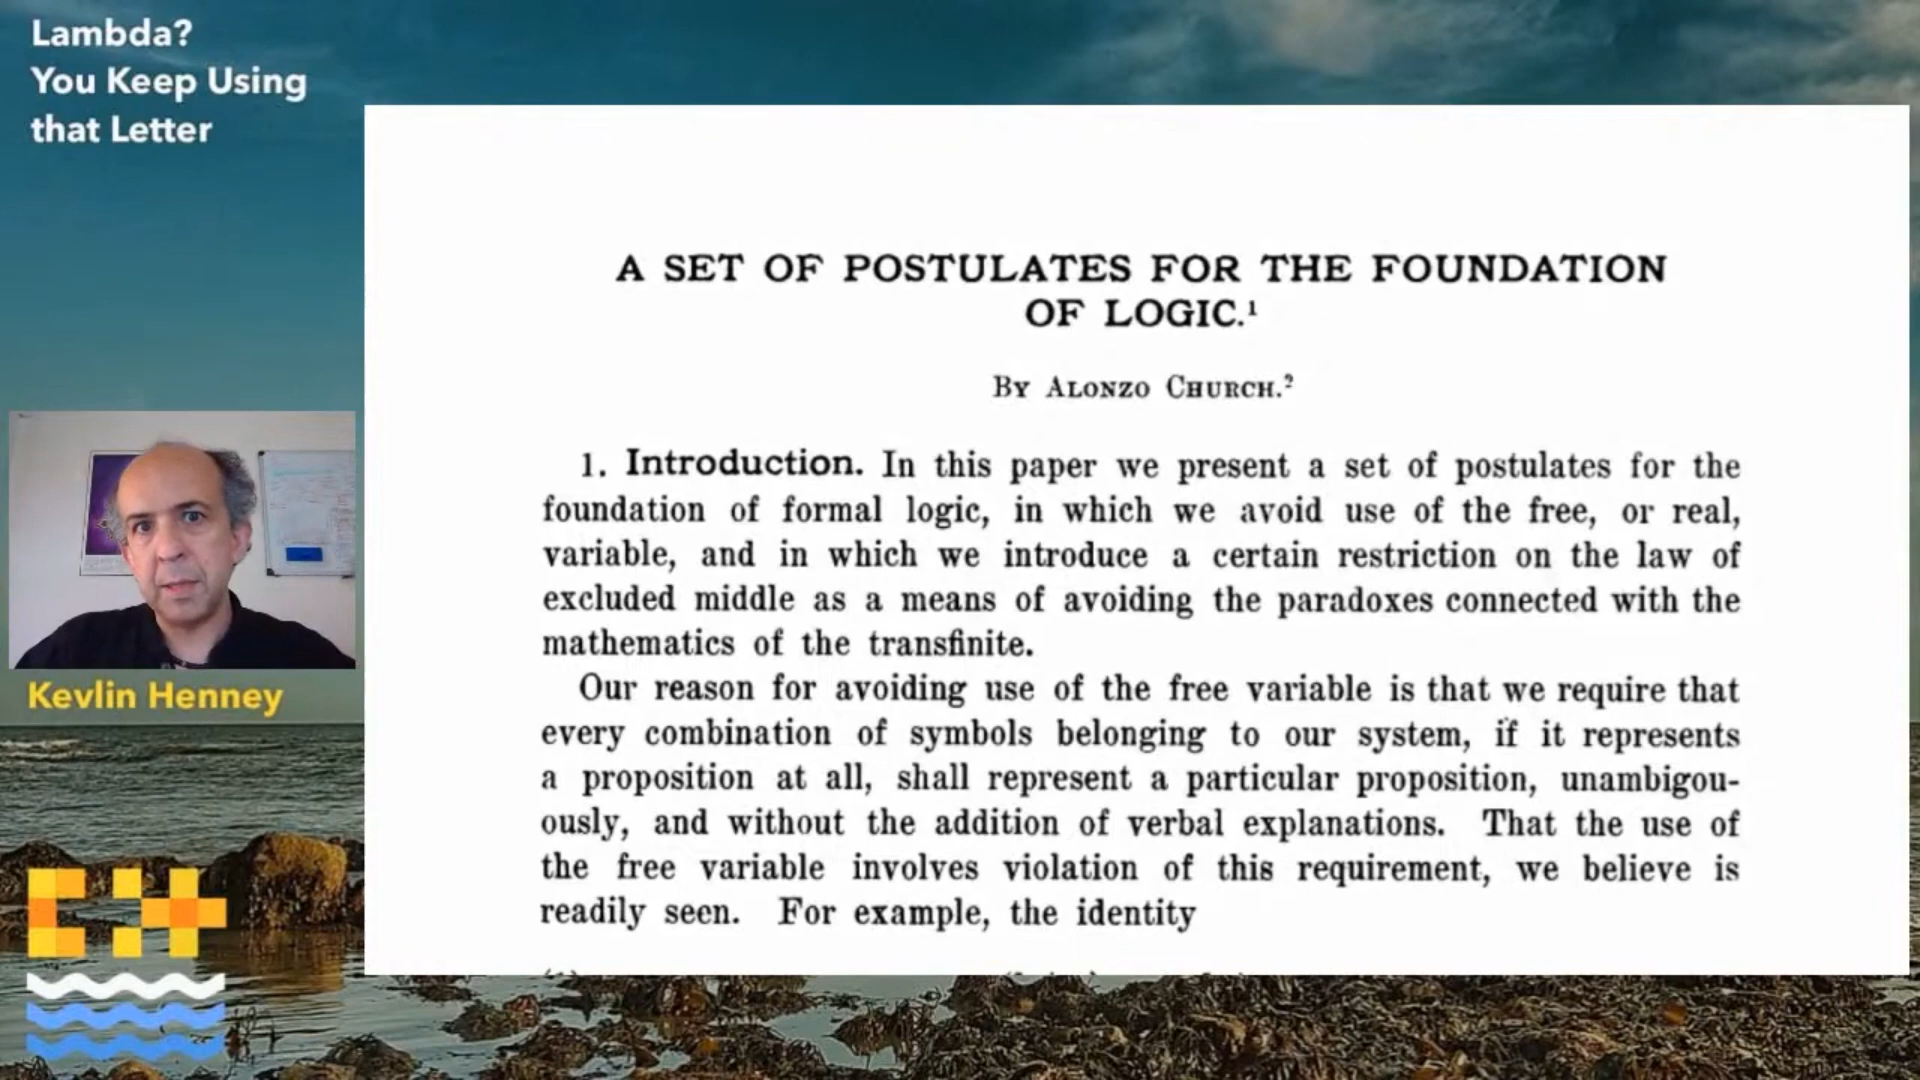 Lambda?
You Keep Using
that Letter
A SET OF POSTULATES FOR THE FOUNDATION
OF LOGIC.¹
BY ALONZO CHURCH.²
1. Introduction. In this paper we present a set of postulates for the
foundation of formal logic, in which we avoid use of the free, or real,
variable, and in which we introduce a certain restriction on the law of
excluded middle as a means of avoiding the paradoxes connected with the
mathematics of the transfinite.
Our reason for avoiding use of the free variable is that we require that
every combination of symbols belonging to our system, if it represents
a proposition at all, shall represent a particular proposition, unambigou-
ously, and without the addition of verbal explanations. That the use of
the free variable involves violation of this requirement, we believe is
readily seen. For example, the identity
Kevlin Henney